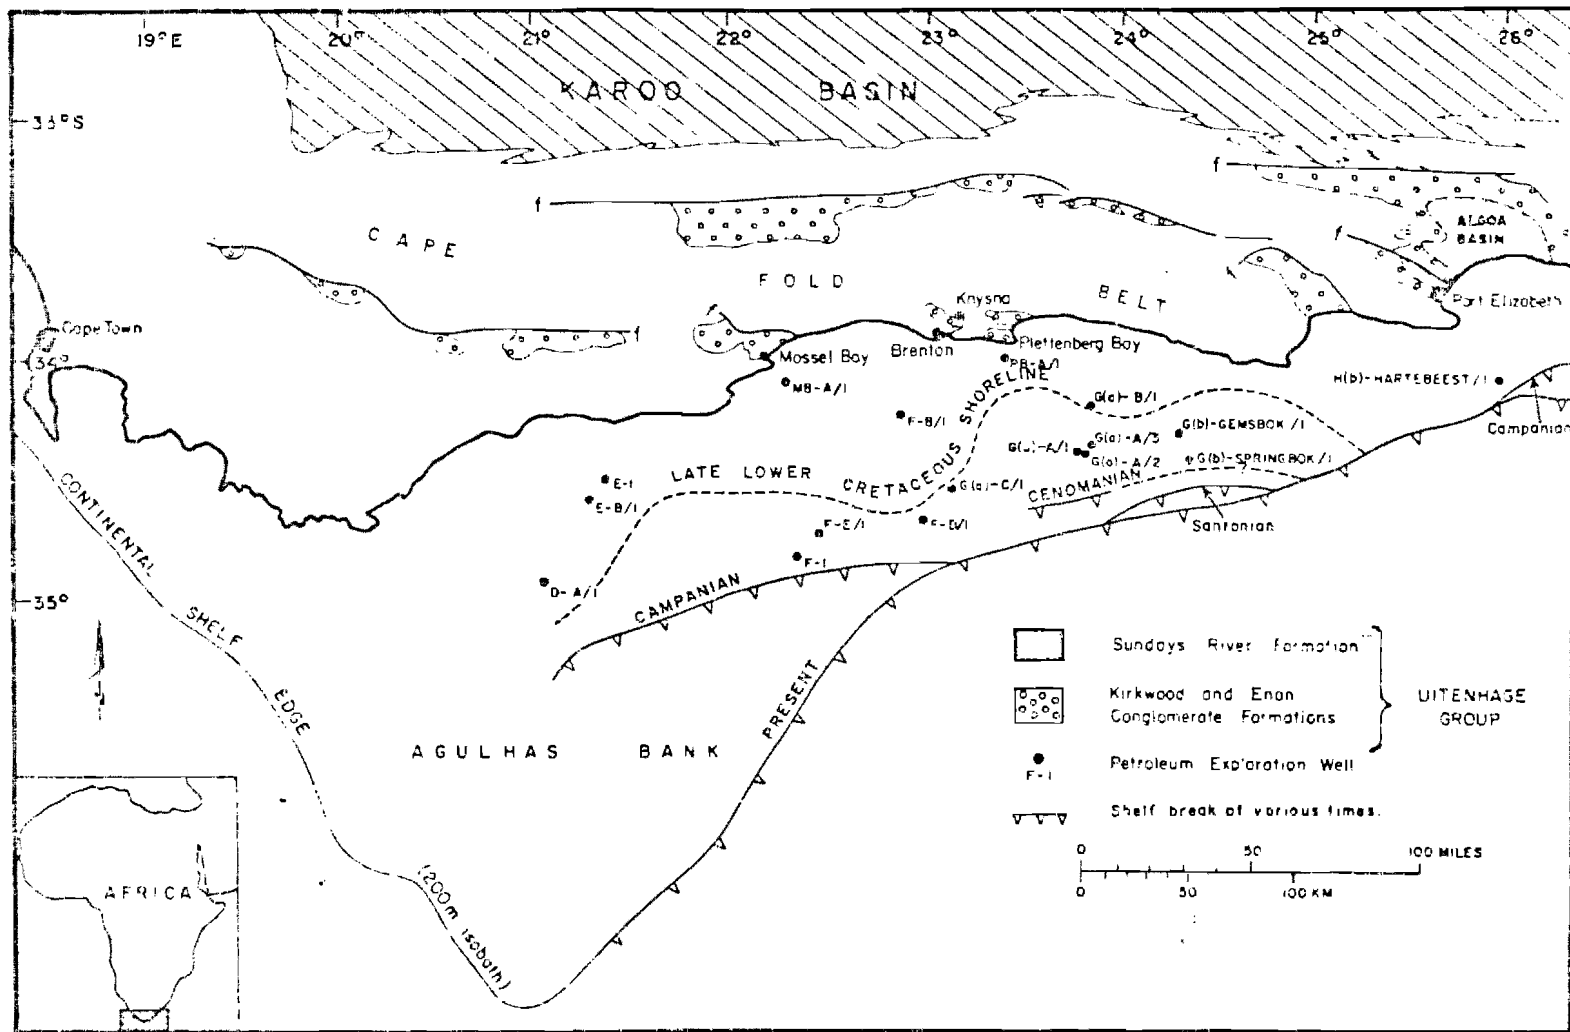 19°E 20° 21° 22° 23° 24° 25° 26°
KAROO BASIN
33°S
f
f
f
ALGOA
BASIN
CAPE
FOLD
BELT
Knysna
Port Elizabeth
Cape Town
f
Mossel Bay
Brenton
Plettenberg Bay
34°
PB-A/1
MB-A/1
H(b)-HARTEBEEST/1
G(a)-B/1
F-B/1
Campanian
G(b)-GEMSBOK/1
G(a)-A/3
G(a)-A/1
G(a)-A/2
G(b)-SPRINGBOK/1
?
LATE LOWER
CRETACEOUS SHORELINE
E-1
G(a)-C/1
CENOMANIAN
E-B/1
CONTINENTAL
F-E/1
F-D/1
Santonian
F-1
D-A/1
35°
CAMPANIAN
SHELF
EDGE
PRESENT
AGULHAS BANK
Sundays River Formation
Kirkwood and Enon
Conglomerate Formations
UITENHAGE
GROUP
F-1
Petroleum Exploration Well
Shelf break of various times.
0 50 100 MILES
0 50 100 KM
(200m isobath)
AFRICA